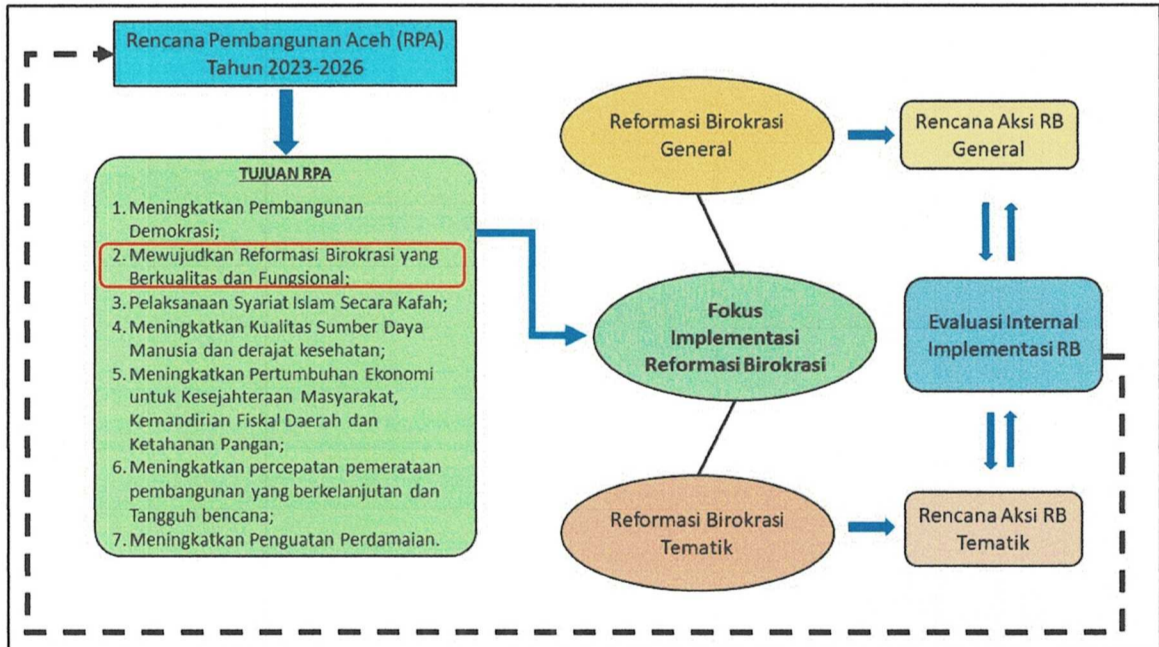 Rencana Pembangunan Aceh (RPA)
Tahun 2023-2026
TUJUAN RPA
1. Meningkatkan Pembangunan
Demokrasi;
2. Mewujudkan Reformasi Birokrasi yang
Berkualitas dan Fungsional;
3. Pelaksanaan Syariat Islam Secara Kafah;
4. Meningkatkan Kualitas Sumber Daya
Manusia dan derajat kesehatan;
5. Meningkatkan Pertumbuhan Ekonomi
untuk Kesejahteraan Masyarakat,
Kemandirian Fiskal Daerah dan
Ketahanan Pangan;
6. Meningkatkan percepatan pemerataan
pembangunan yang berkelanjutan dan
Tangguh bencana;
7. Meningkatkan Penguatan Perdamaian.
Reformasi Birokrasi
General
Rencana Aksi RB
General
Fokus
Implementasi
Reformasi Birokrasi
Evaluasi Internal
Implementasi RB
Reformasi Birokrasi
Tematik
Rencana Aksi RB
Tematik